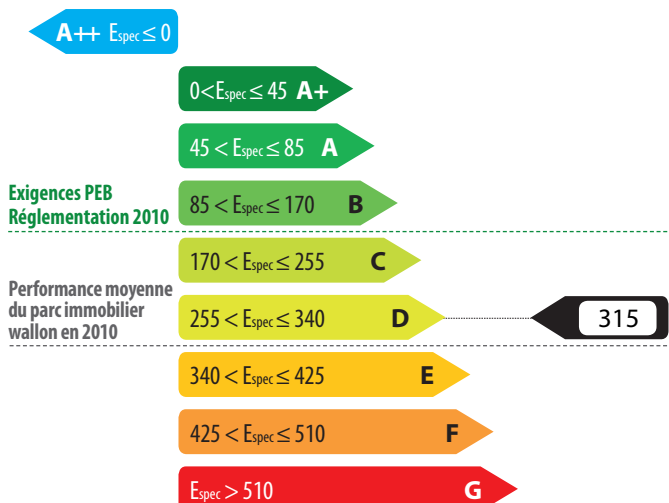 A++ Espec ≤ 0
0<Espec ≤ 45 A+
45 < Espec ≤ 85 A
Exigences PEB
Réglementation 2010
85 < Espec ≤ 170 B
170 < Espec ≤ 255 C
Performance moyenne
du parc immobilier
wallon en 2010
255 < Espec ≤ 340 D
315
340 < Espec ≤ 425 E
425 < Espec ≤ 510 F
Espec > 510 G